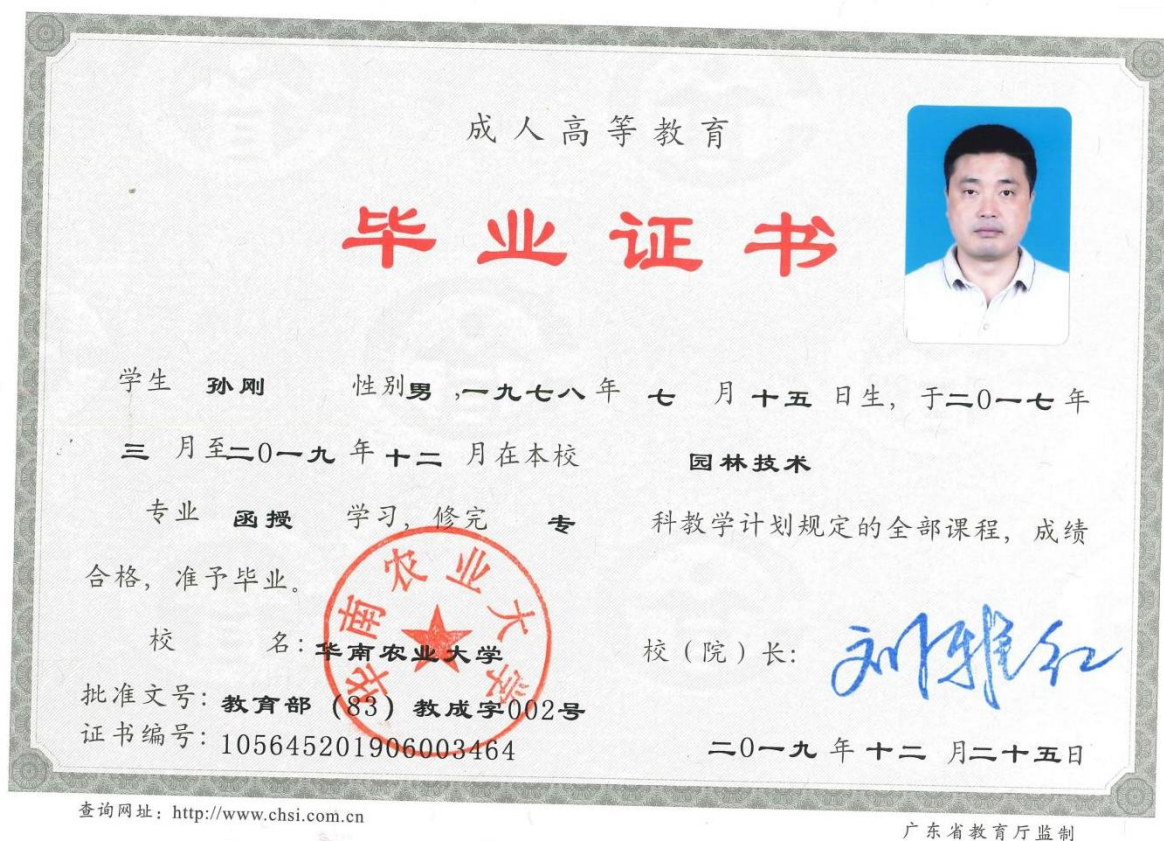 成人高等教育
毕业证书
学生 孙刚 性别男,一九七八年 七 月 十五 日生, 于二0一七年
三 月至二0一九 年 十二 月在本校 园林技术
专业 函授 学习, 修完 专 科教学计划规定的全部课程, 成绩
合格, 准予毕业。
华南农业大学
校 名: 华南农业大学 校(院)长: 刘雅红
批准文号: 教育部 (83) 教成字002号
证书编号: 105645201906003464 二0一九 年 十二 月二十五日
查询网址: http://www.chsi.com.cn
广东省教育厅监制